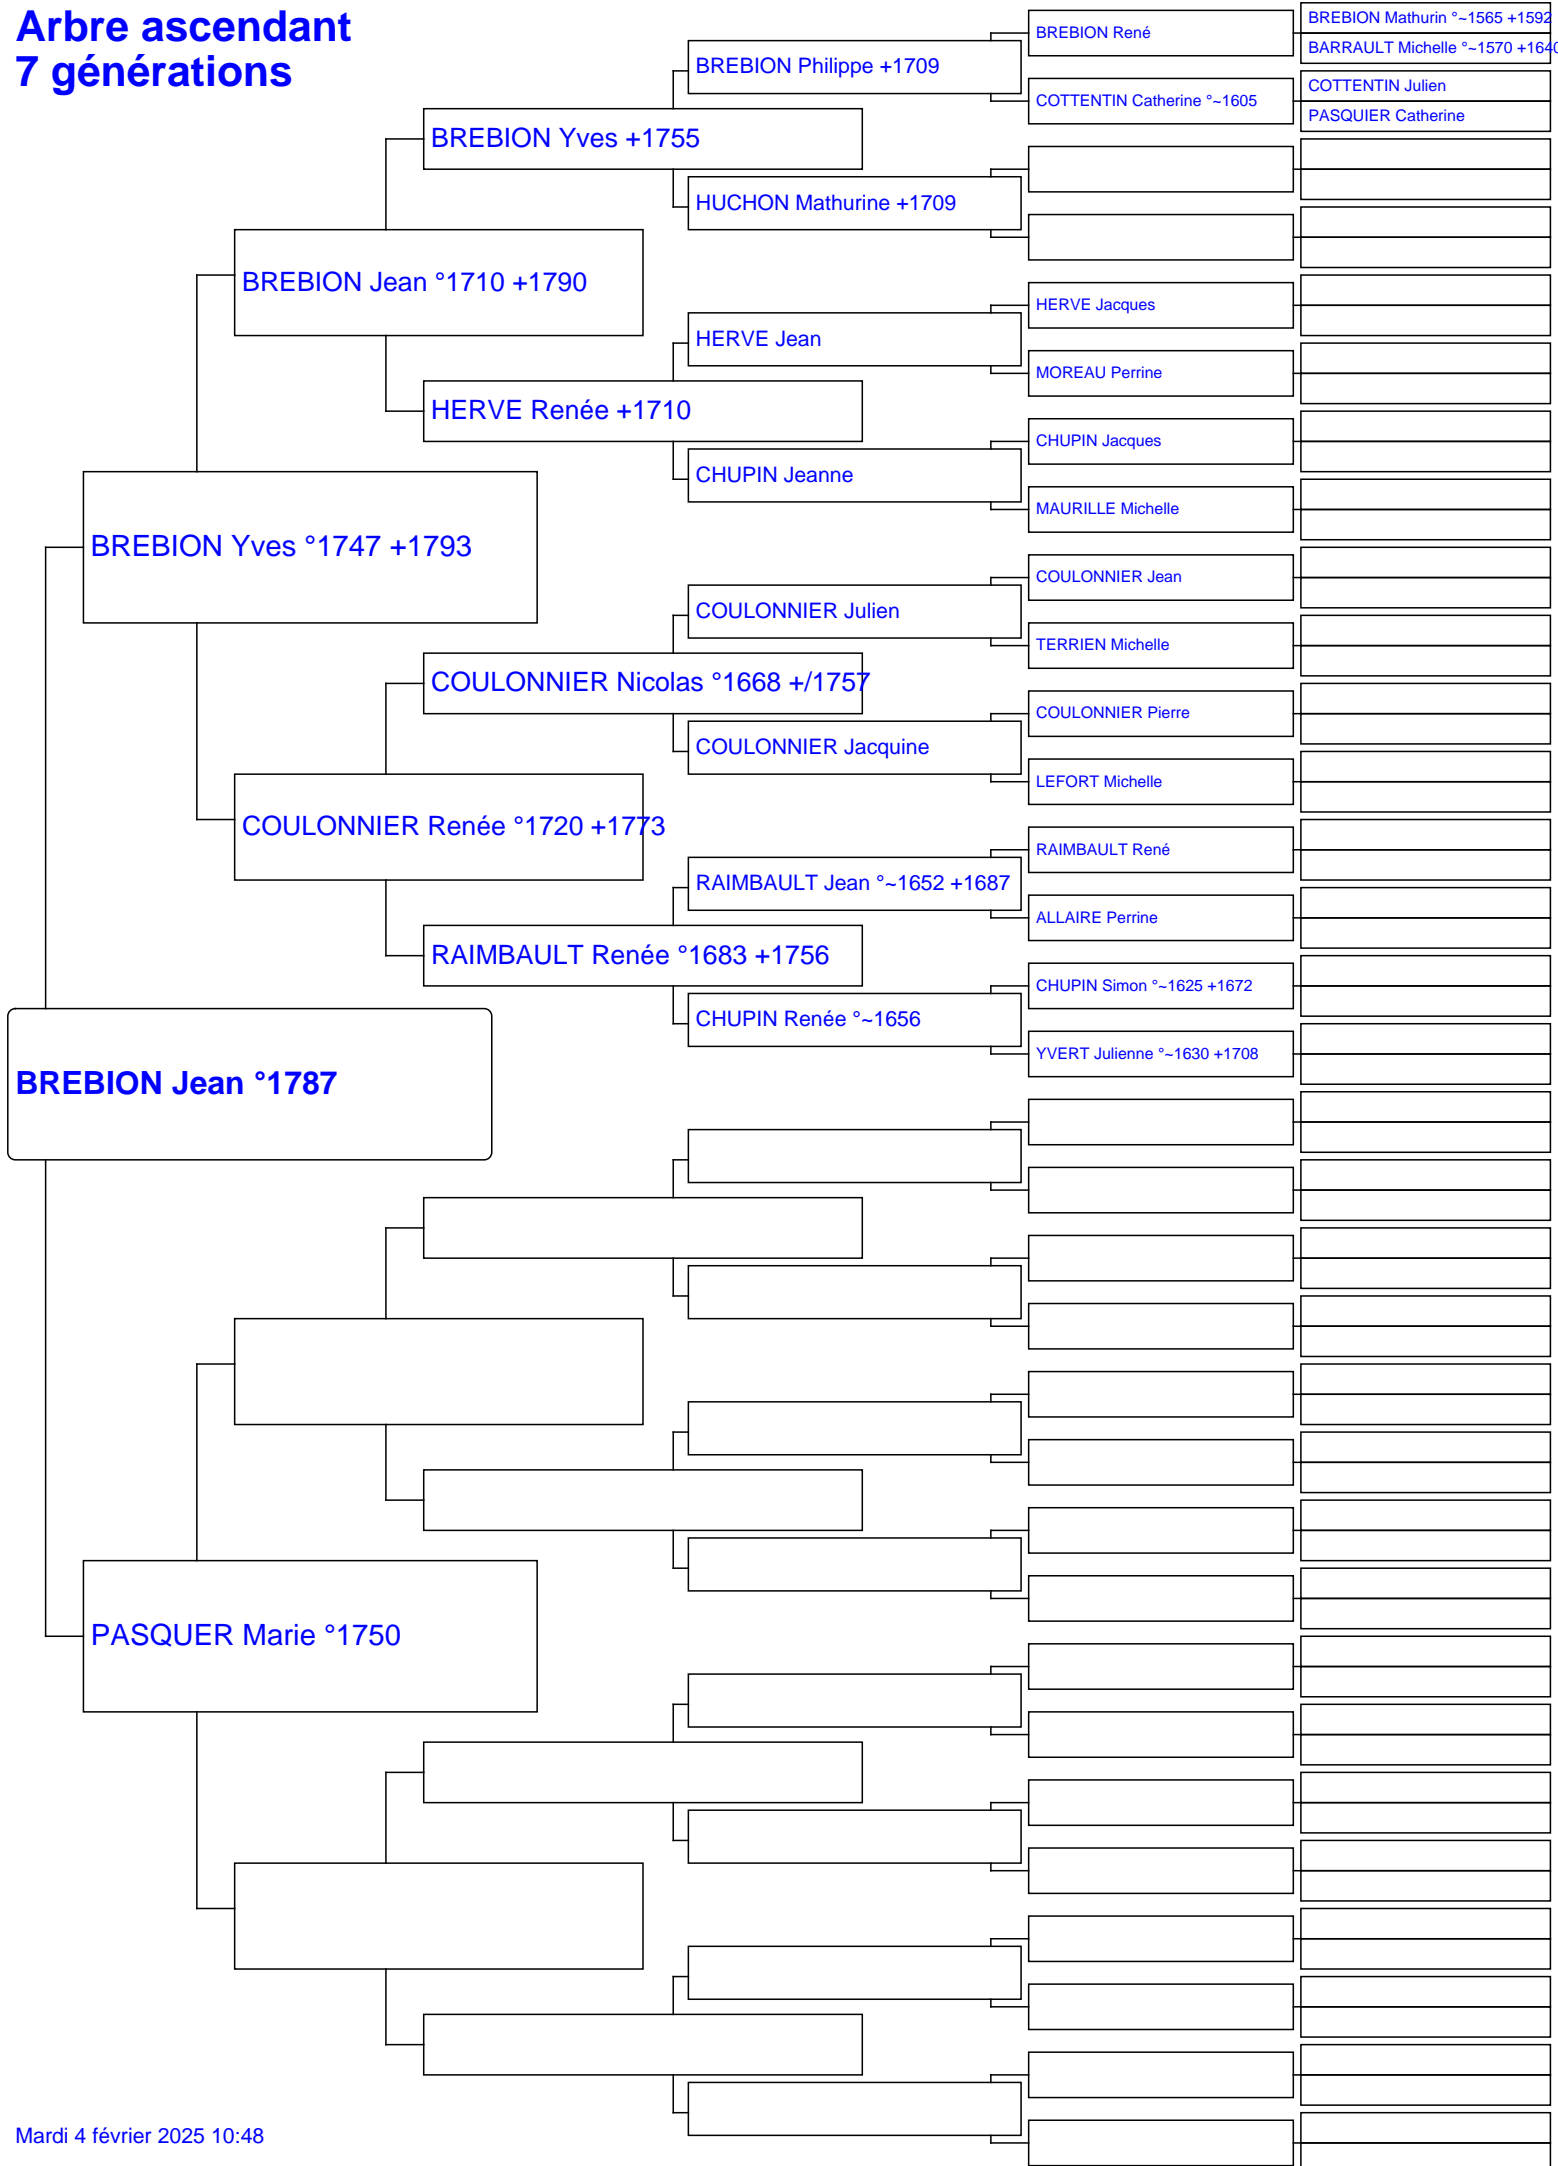 Arbre ascendant
7 générations
BREBION Jean °1787
BREBION Yves °1747 +1793
PASQUER Marie °1750
BREBION Jean °1710 +1790
COULONNIER Renée °1720 +1773
BREBION Yves +1755
HERVE Renée +1710
COULONNIER Nicolas °1668 +/1757
RAIMBAULT Renée °1683 +1756
BREBION Philippe +1709
HUCHON Mathurine +1709
HERVE Jean
CHUPIN Jeanne
COULONNIER Julien
COULONNIER Jacquine
RAIMBAULT Jean °~1652 +1687
CHUPIN Renée °~1656
BREBION René
COTTENTIN Catherine °~1605
HERVE Jacques
MOREAU Perrine
CHUPIN Jacques
MAURILLE Michelle
COULONNIER Jean
TERRIEN Michelle
COULONNIER Pierre
LEFORT Michelle
RAIMBAULT René
ALLAIRE Perrine
CHUPIN Simon °~1625 +1672
YVERT Julienne °~1630 +1708
BREBION Mathurin °~1565 +1592
BARRAULT Michelle °~1570 +1640
COTTENTIN Julien
PASQUIER Catherine
Mardi 4 février 2025 10:48